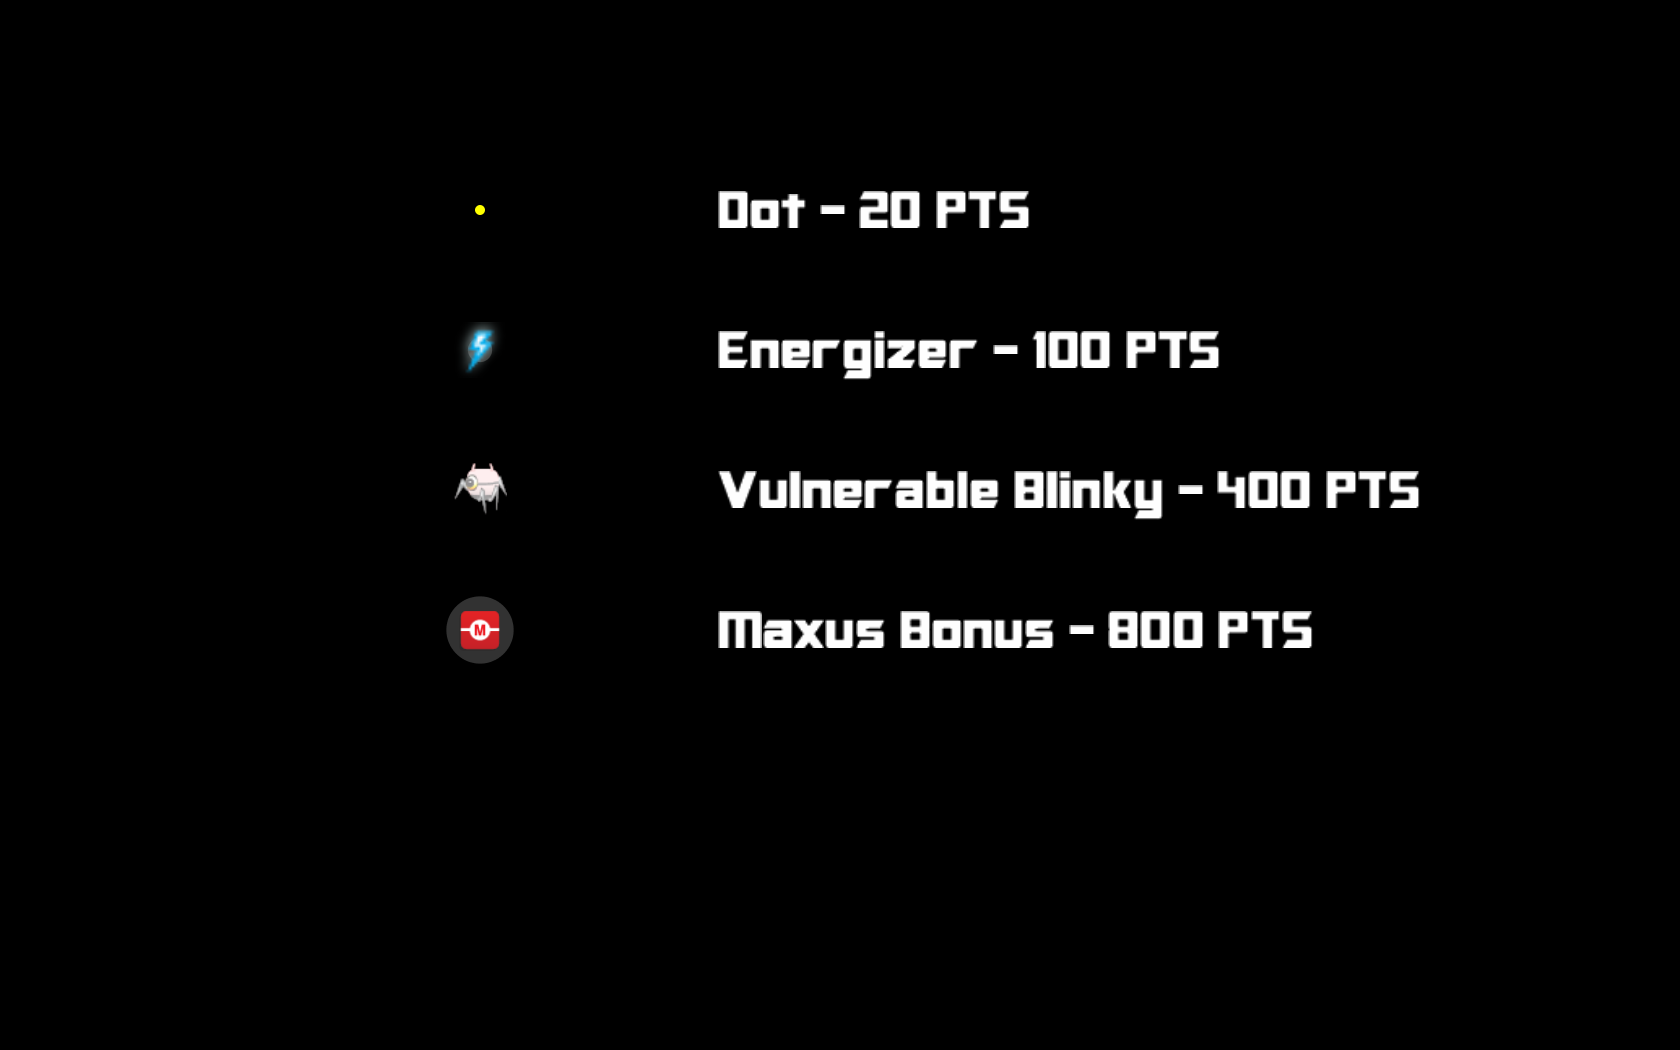 Dot - 20 PTS
Energizer - 100 PTS
Vulnerable Blinky - 400 PTS
M
Maxus Bonus - 800 PTS